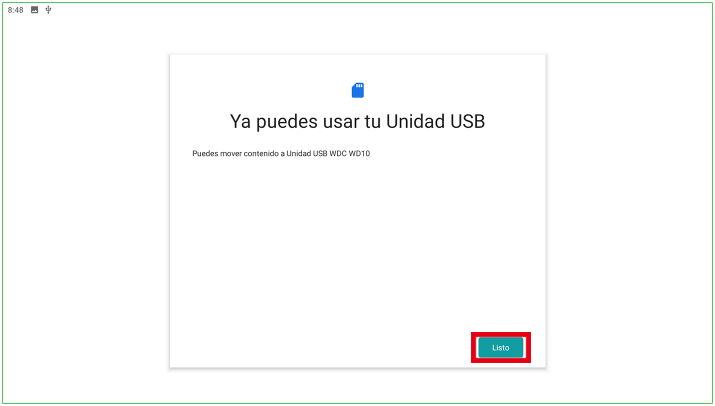 8:48
Ya puedes usar tu Unidad USB
Puedes mover contenido a Unidad USB WDC WD10
Listo